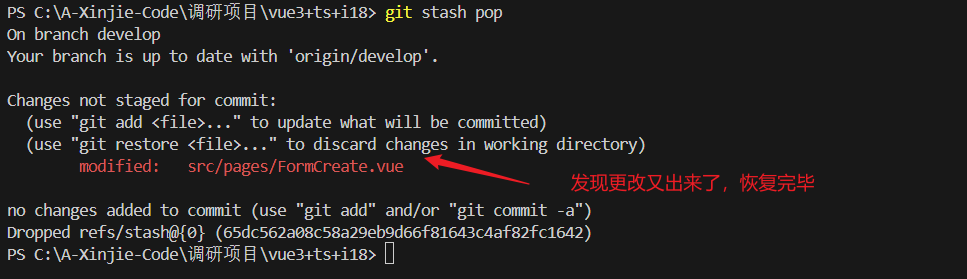 PS C:\A-Xinjie-Code\调研项目\vue3+ts+i18> git stash pop
On branch develop
Your branch is up to date with 'origin/develop'.
Changes not staged for commit:
  (use "git add <file>..." to update what will be committed)
  (use "git restore <file>..." to discard changes in working directory)
        modified:   src/pages/FormCreate.vue
发现更改又出来了，恢复完毕
no changes added to commit (use "git add" and/or "git commit -a")
Dropped refs/stash@{0} (65dc562a08c58a29eb9d66f81643c4af82fc1642)
PS C:\A-Xinjie-Code\调研项目\vue3+ts+i18>